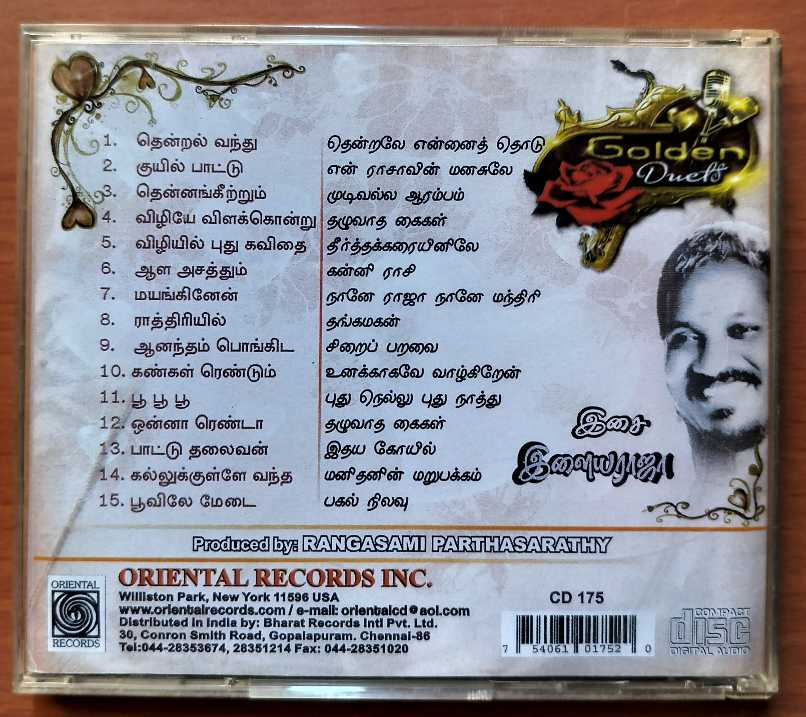 1. தென்றல் வந்து தென்றலே என்னைத் தொடு
2. குயில் பாட்டு என் ராசாவின் மனசுலே
3. தென்னங்கீற்றும் முடிவல்ல ஆரம்பம்
4. விழியே விளக்கொன்று தழுவாத கைகள்
5. விழியில் புது கவிதை தீர்த்தக்கரையினிலே
6. ஆள அசத்தும் கன்னி ராசி
7. மயங்கினேன் நானே ராஜா நானே மந்திரி
8. ராத்திரியில் தங்கமகன்
9. ஆனந்தம் பொங்கிட சிறைப் பறவை
10. கண்கள் ரெண்டும் உனக்காகவே வாழ்கிறேன்
11. பூ பூ பூ புது நெல்லு புது நாத்து
12. ஒன்னா ரெண்டா தழுவாத கைகள்
13. பாட்டு தலைவன் இதய கோயில்
14. கல்லுக்குள்ளே வந்த மனிதனின் மறுபக்கம்
15. பூவிலே மேடை பகல் நிலவு
Golden
Duets
இசை
இளையராஜா
Produced by: RANGASAMI PARTHASARATHY
ORIENTAL
RECORDS
ORIENTAL RECORDS INC.
Williston Park, New York 11596 USA
www.orientalrecords.com / e-mail: orientalcd@aol.com
Distributed in India by: Bharat Records Intl Pvt. Ltd.
30, Conron Smith Road, Gopalapuram. Chennai-86
Tel:044-28353674, 28351214 Fax: 044-28351020
CD 175
7 54061 01752 0
COMPACT
disc
DIGITAL AUDIO